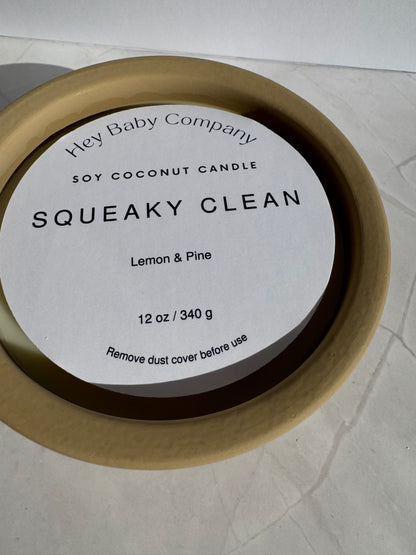 Hey Baby Company
SOY COCONUT CANDLE
SQUEAKY CLEAN
Lemon & Pine
12 oz / 340 g
Remove dust cover before use